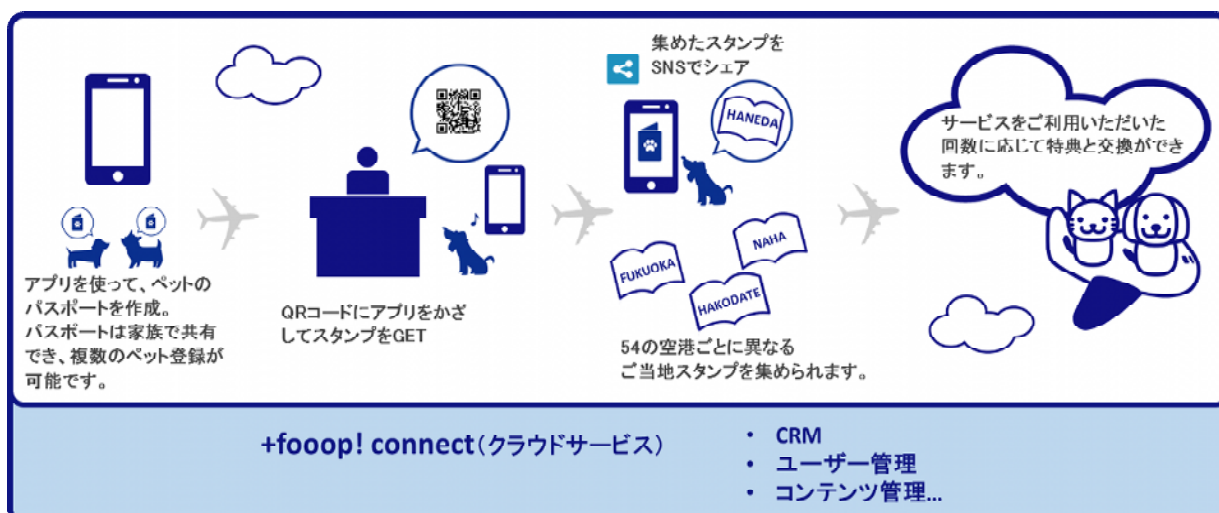 アプリを使って、ペットの
パスポートを作成。
パスポートは家族で共有
でき、複数のペット登録が
可能です。
QRコードにアプリをかざ
してスタンプをGET
集めたスタンプを
SNSでシェア
HANEDA
FUKUOKA
NAHA
HAKODATE
54の空港ごとに異なる
ご当地スタンプを集められます。
サービスをご利用いただいた
回数に応じて特典と交換ができ
ます。
+fooop! connect(クラウドサービス)
・ CRM
・ ユーザー管理
・ コンテンツ管理...